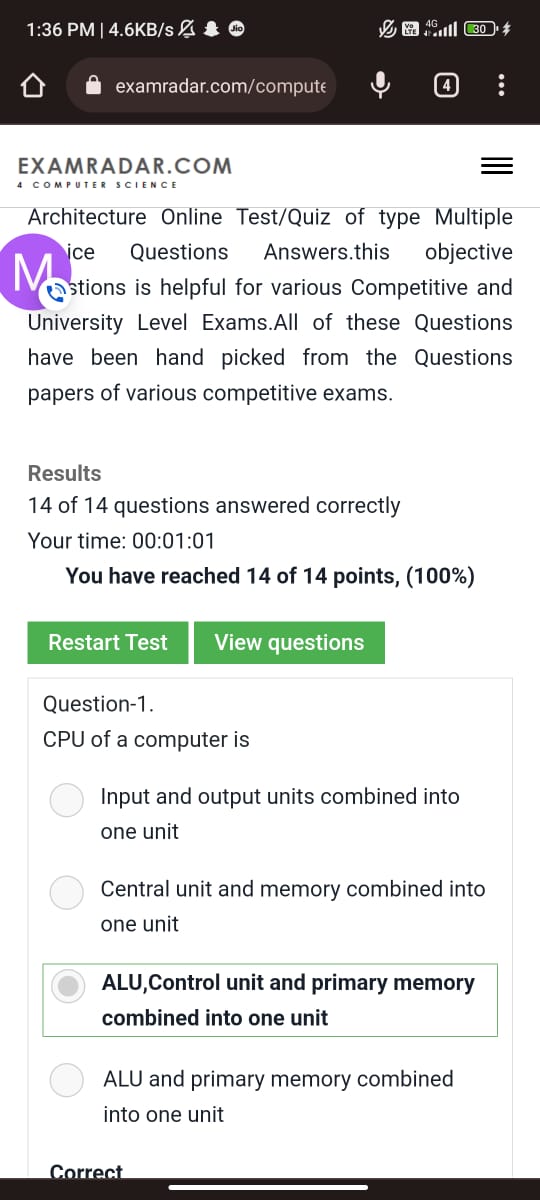 1:36 PM | 4.6KB/s Jio Vo LTE 4G 30
examradar.com/compute 4
EXAMRADAR.COM
4 COMPUTER SCIENCE
Architecture Online Test/Quiz of type Multiple
ice Questions Answers.this objective
M stions is helpful for various Competitive and
University Level Exams.All of these Questions
have been hand picked from the Questions
papers of various competitive exams.
Results
14 of 14 questions answered correctly
Your time: 00:01:01
You have reached 14 of 14 points, (100%)
Restart Test View questions
Question-1.
CPU of a computer is
Input and output units combined into
one unit
Central unit and memory combined into
one unit
ALU,Control unit and primary memory
combined into one unit
ALU and primary memory combined
into one unit
Correct